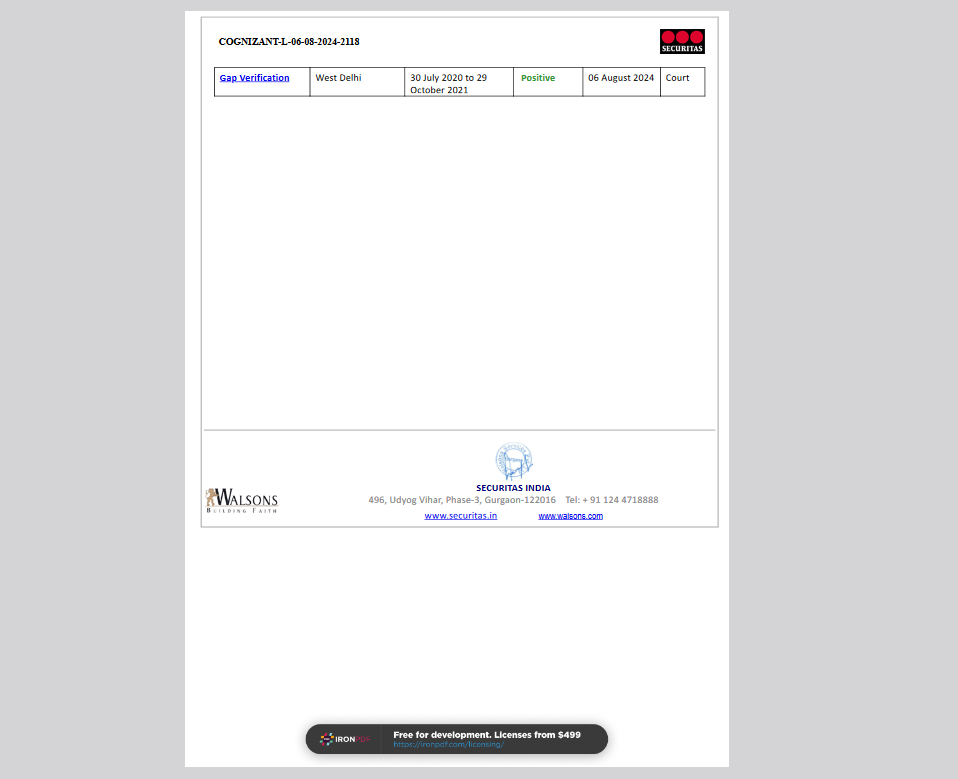 COGNIZANT-L-06-08-2024-2118
SECURITAS
Gap Verification West Delhi 30 July 2020 to 29 October 2021 Positive 06 August 2024 Court
SECURITAS INDIA
496, Udyog Vihar, Phase-3, Gurgaon-122016 Tel: + 91 124 4718888
WALSONS
BUILDING FAITH
www.securitas.in www.walsons.com
IRONPDF
Free for development. Licenses from $499
https://ironpdf.com/licensing/